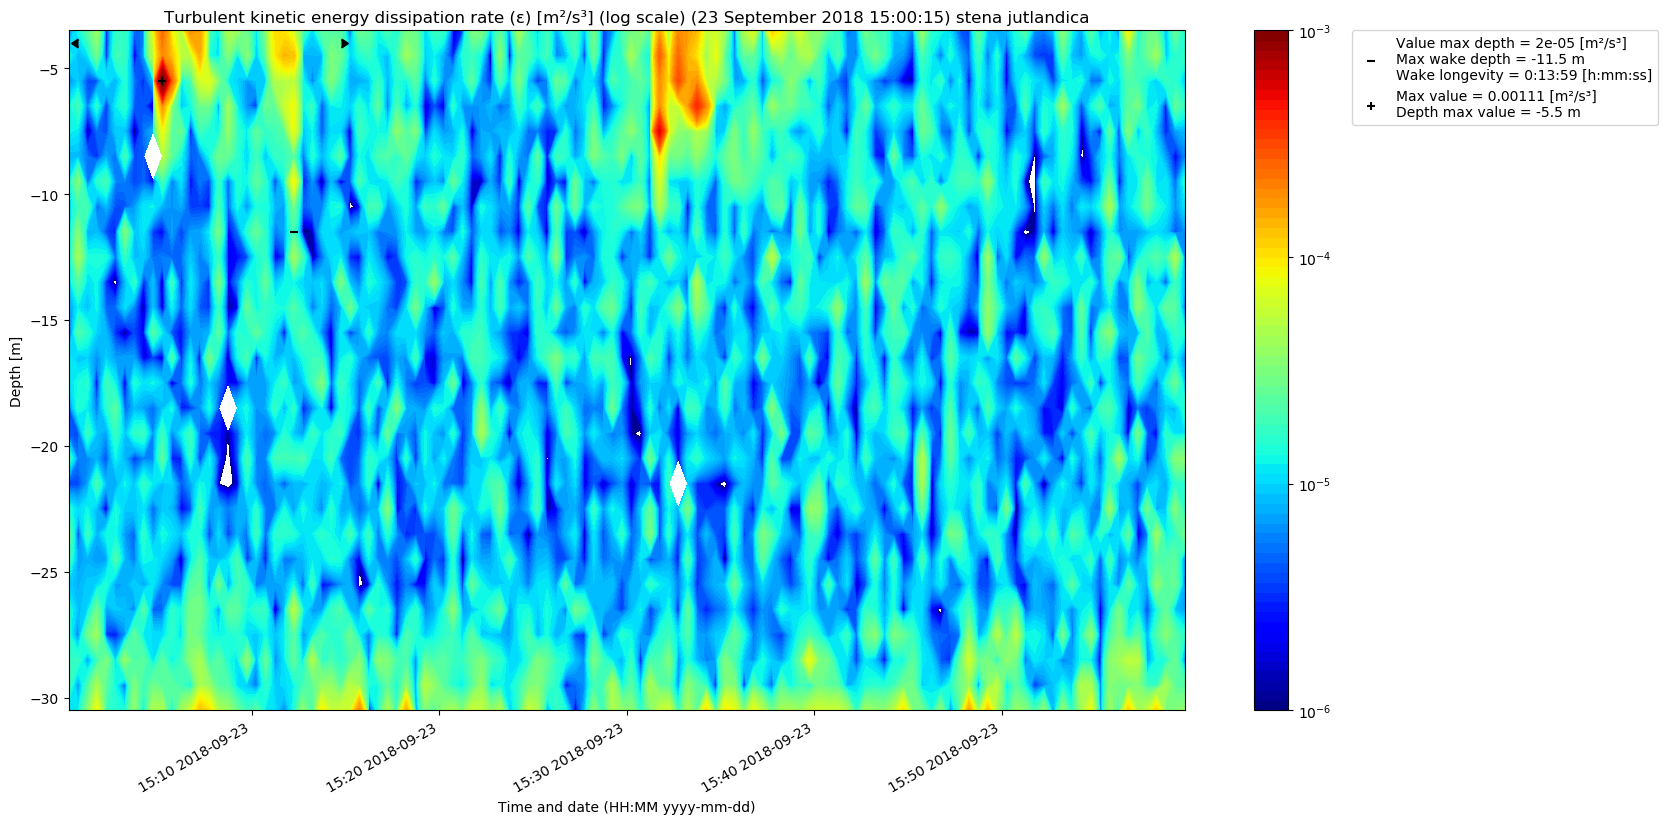 Turbulent kinetic energy dissipation rate (ε) [m²/s³] (log scale) (23 September 2018 15:00:15) stena jutlandica
Value max depth = 2e-05 [m²/s³]
Max wake depth = -11.5 m
Wake longevity = 0:13:59 [h:mm:ss]
Max value = 0.00111 [m²/s³]
Depth max value = -5.5 m
Depth [m]
−5
−10
−15
−20
−25
−30
10⁻³
10⁻⁴
10⁻⁵
10⁻⁶
15:10 2018-09-23
15:20 2018-09-23
15:30 2018-09-23
15:40 2018-09-23
15:50 2018-09-23
Time and date (HH:MM yyyy-mm-dd)